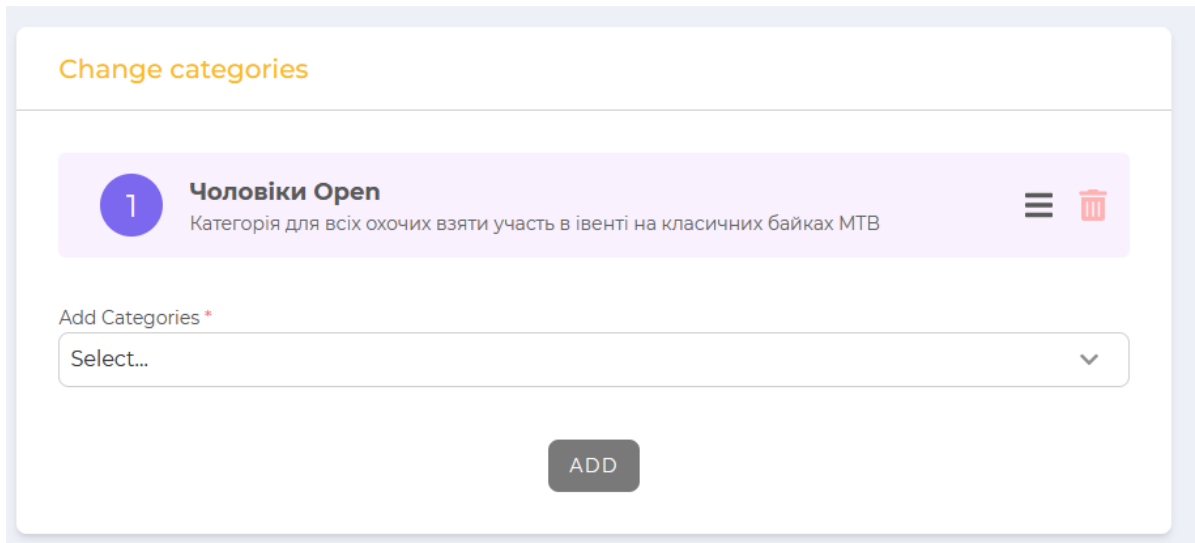 Change categories
1
Чоловіки Open
Категорія для всіх охочих взяти участь в івенті на класичних байках МТВ
Add Categories *
Select...
ADD